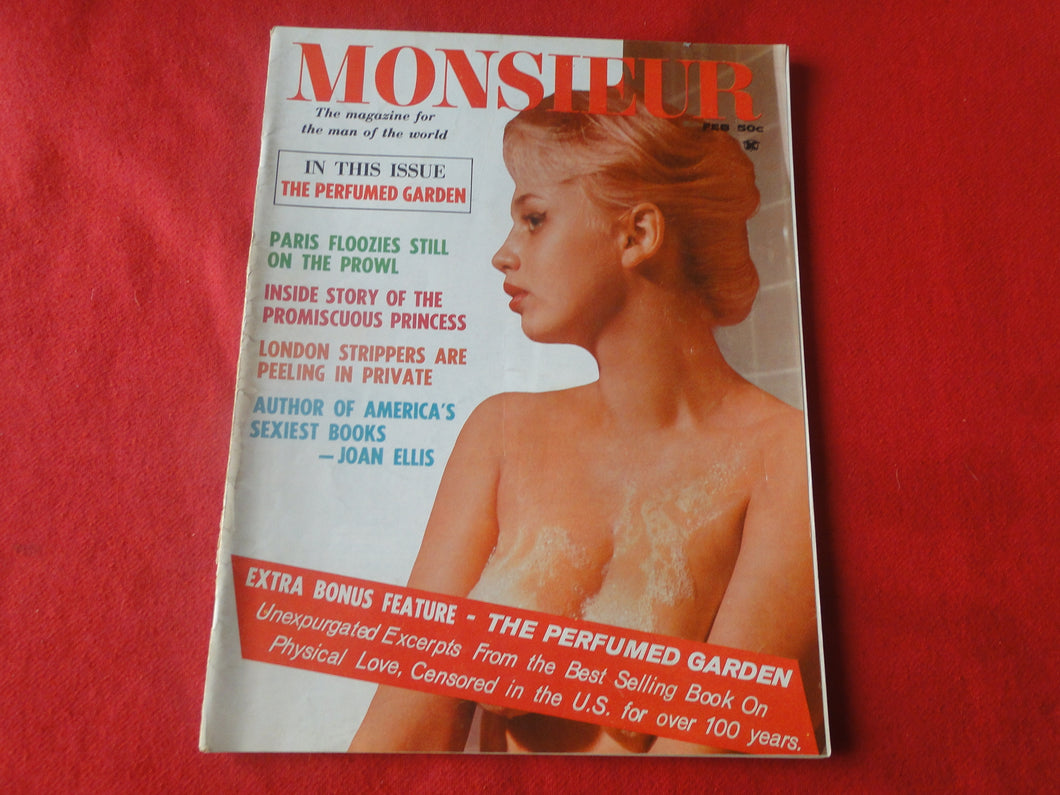 MONSIEUR
The magazine for
the man of the world
FEB 50c
IN THIS ISSUE
THE PERFUMED GARDEN
PARIS FLOOZIES STILL
ON THE PROWL
INSIDE STORY OF THE
PROMISCUOUS PRINCESS
LONDON STRIPPERS ARE
PEELING IN PRIVATE
AUTHOR OF AMERICA'S
SEXIEST BOOKS
—JOAN ELLIS
EXTRA BONUS FEATURE - THE PERFUMED GARDEN
Unexpurgated Excerpts From the Best Selling Book On
Physical Love, Censored in the U.S. for over 100 years.